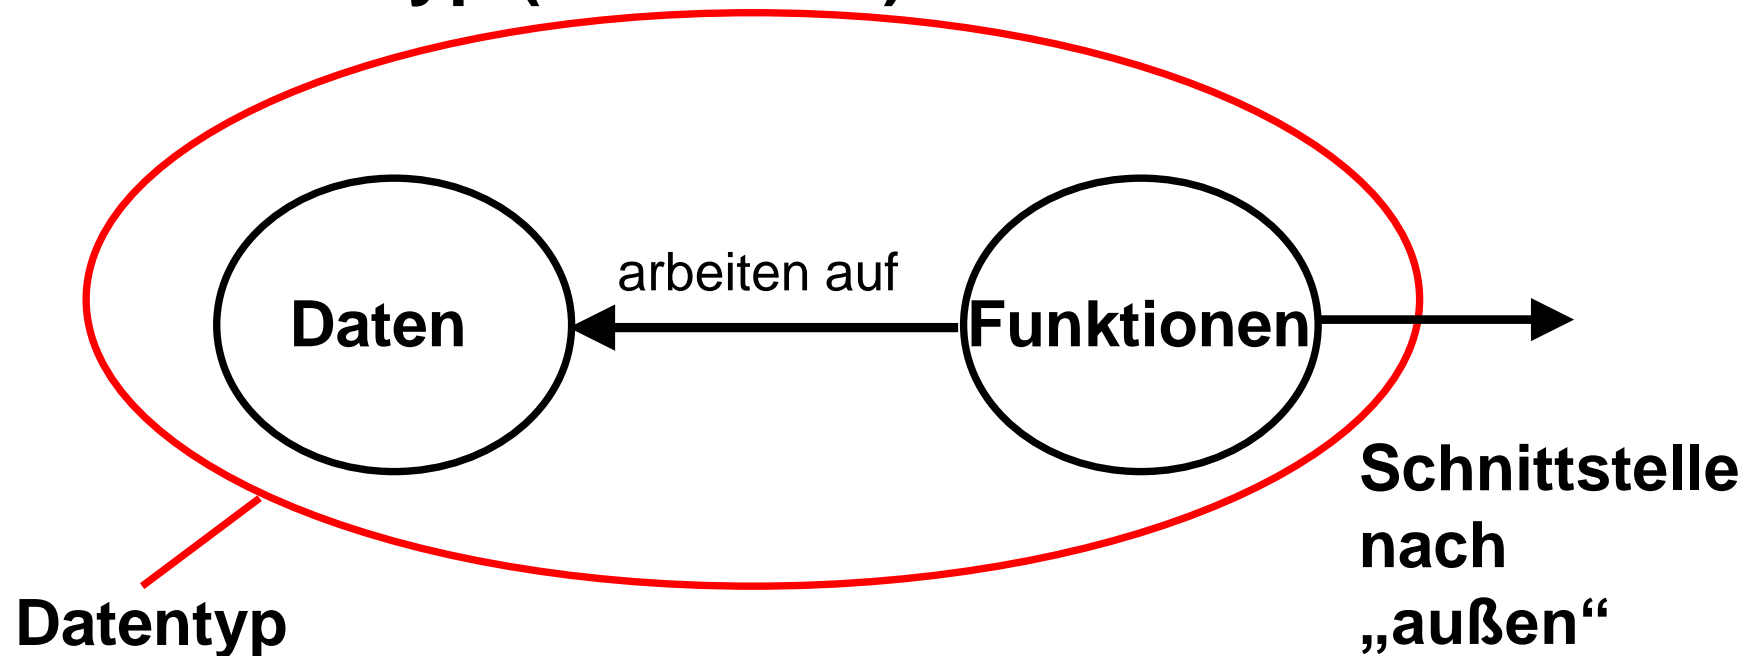 arbeiten auf
Daten
Funktionen
Schnittstelle
nach
„außen“
Datentyp